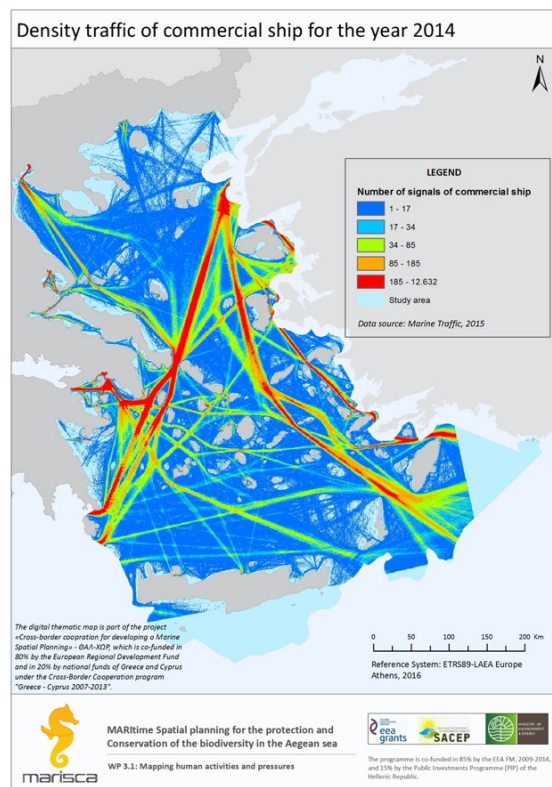 Density traffic of commercial ship for the year 2014
N
LEGEND
Number of signals of commercial ship
1 - 17
17 - 34
34 - 85
85 - 185
185 - 12.632
Study area
Data source: Marine Traffic, 2015
The digital thematic map is part of the project
«Cross-border coopration for developing a Marine
Spatial Planning» - ΘΑΛ-ΧΩΡ, which is co-funded in
80% by the European Regional Development Fund
and in 20% by national funds of Greece and Cyprus
under the Cross-Border Cooperation program
"Greece - Cyprus 2007-2013".
0 50 100 150 200 Km
Reference System: ETRS89-LAEA Europe
Athens, 2016
marisca
MARItime Spatial planning for the protection and
Conservation of the biodiversity in the Aegean sea
WP 3.1: Mapping human activities and pressures
eea
grants
SACEP
MINISTRY OF
ENVIRONMENT
& ENERGY
The programme is co-funded in 85% by the EEA FM, 2009-2014,
and 15% by the Public Investments Programme (PIP) of the
Hellenic Republic.